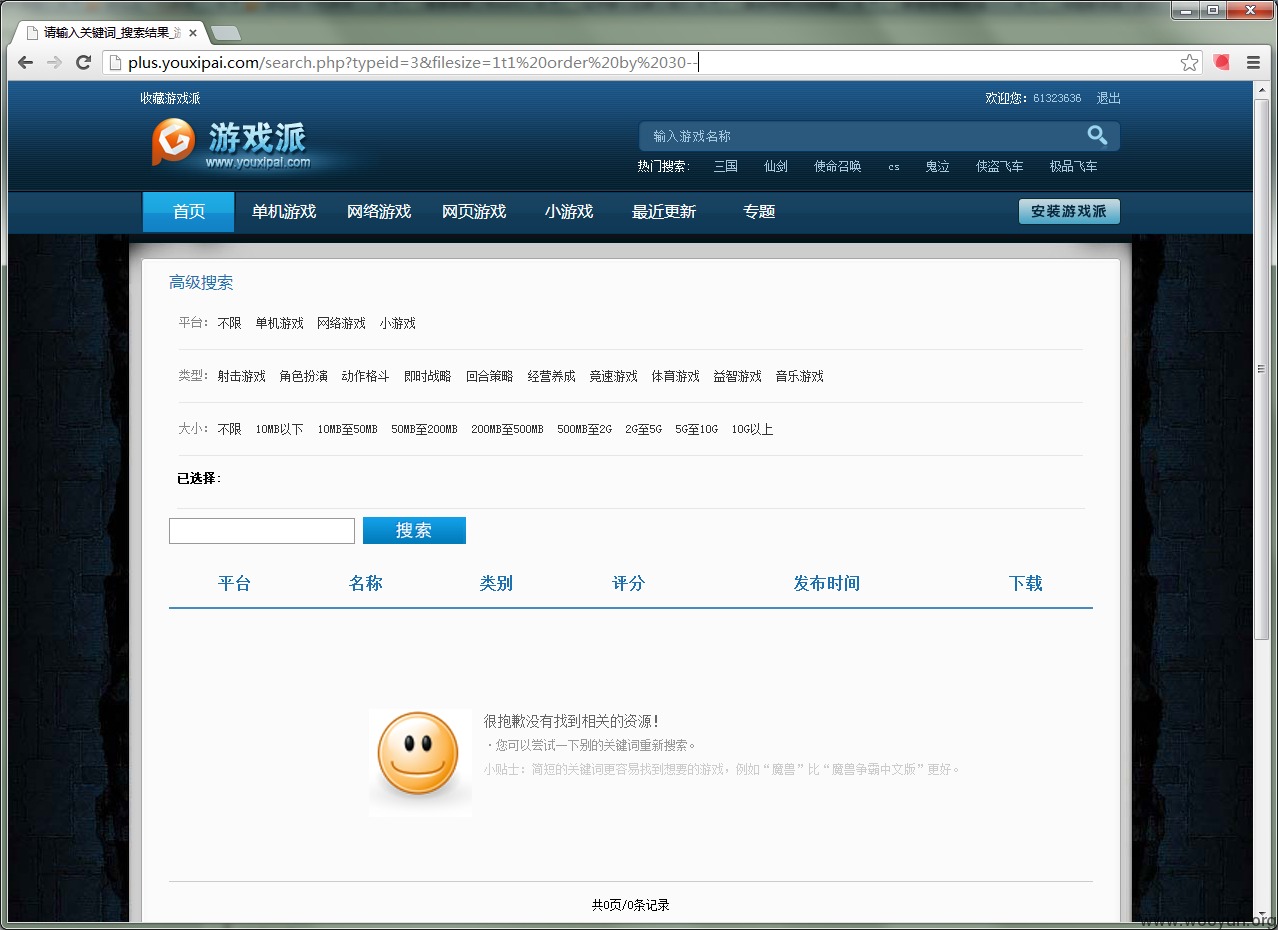 请输入关键词_搜索结果_游
plus.youxipai.com/search.php?typeid=3&filesize=1t1%20order%20by%2030--
收藏游戏派
欢迎您：61323636 退出
游戏派
www.youxipai.com
输入游戏名称
热门搜索： 三国 仙剑 使命召唤 cs 鬼泣 侠盗飞车 极品飞车
首页 单机游戏 网络游戏 网页游戏 小游戏 最近更新 专题 安装游戏派
高级搜索
平台： 不限 单机游戏 网络游戏 小游戏
类型： 射击游戏 角色扮演 动作格斗 即时战略 回合策略 经营养成 竞速游戏 体育游戏 益智游戏 音乐游戏
大小： 不限 10MB以下 10MB至50MB 50MB至200MB 200MB至500MB 500MB至2G 2G至5G 5G至10G 10G以上
已选择：
搜索
平台 名称 类别 评分 发布时间 下载
很抱歉没有找到相关的资源！
·您可以尝试一下别的关键词重新搜索。
小贴士：简短的关键词更容易找到想要的游戏，例如“魔兽”比“魔兽争霸中文版”更好。
共0页/0条记录
www.wooyun.org